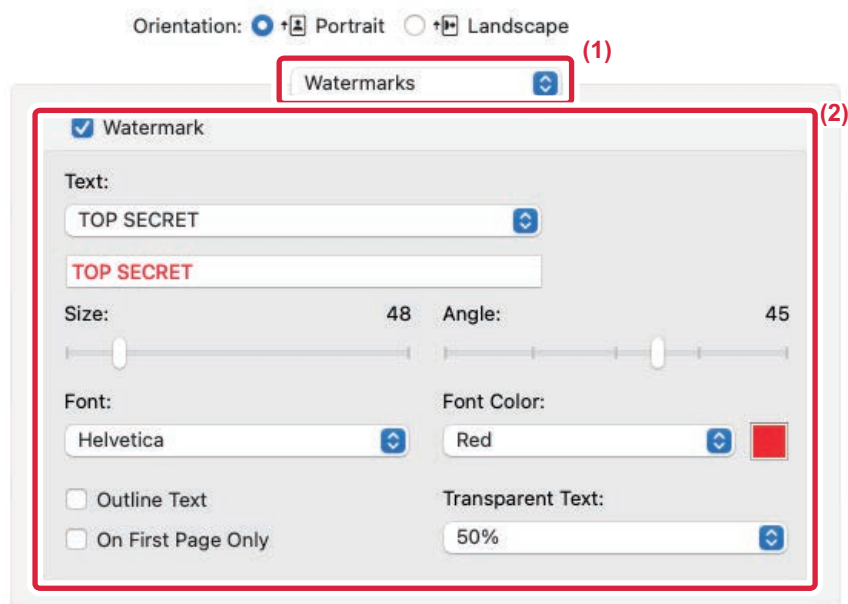 Orientation: Portrait Landscape
(1)
Watermarks
(2)
Watermark
Text:
TOP SECRET
TOP SECRET
Size: 48 Angle: 45
Font: Font Color:
Helvetica Red
Outline Text Transparent Text:
On First Page Only 50%